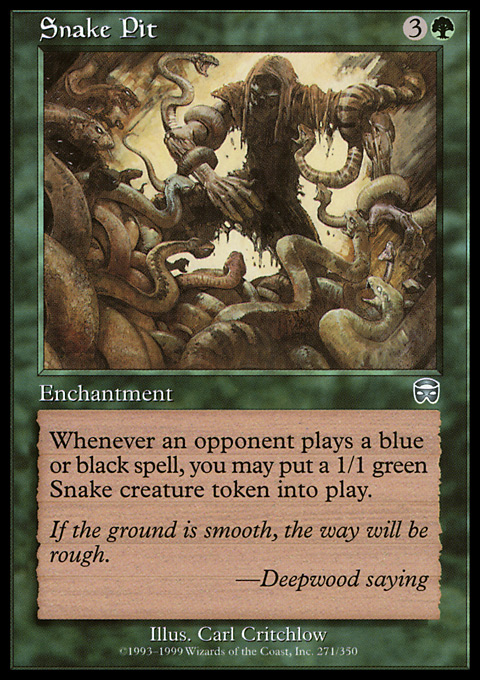 Snake Pit 3
Enchantment
Whenever an opponent plays a blue
or black spell, you may put a 1/1 green
Snake creature token into play.
If the ground is smooth, the way will be
rough.
—Deepwood saying
Illus. Carl Critchlow
©1993–1999 Wizards of the Coast, Inc. 271/350